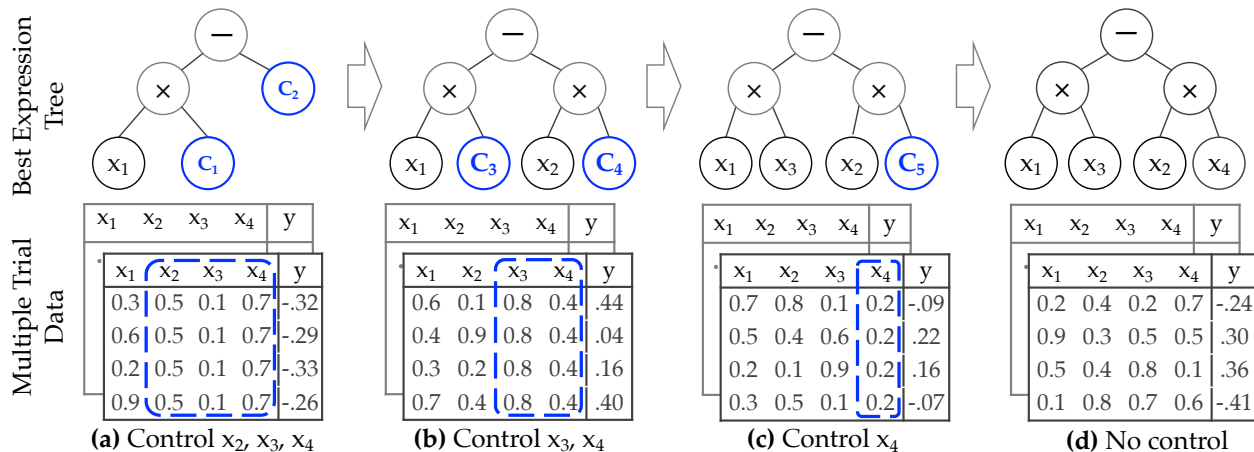 Best Expression Tree
− − − −
× C₂ × × × × × ×
x₁ C₁ x₁ C₃ x₂ C₄ x₁ x₃ x₂ C₅ x₁ x₃ x₂ x₄
Multiple Trial Data
x₁ x₂ x₃ x₄ y
x₁ x₂ x₃ x₄ y
0.3 0.5 0.1 0.7 -.32
0.6 0.5 0.1 0.7 -.29
0.2 0.5 0.1 0.7 -.33
0.9 0.5 0.1 0.7 -.26
(a) Control x₂, x₃, x₄
x₁ x₂ x₃ x₄ y
x₁ x₂ x₃ x₄ y
0.6 0.1 0.8 0.4 .44
0.4 0.9 0.8 0.4 .04
0.3 0.2 0.8 0.4 .16
0.7 0.4 0.8 0.4 .40
(b) Control x₃, x₄
x₁ x₂ x₃ x₄ y
x₁ x₂ x₃ x₄ y
0.7 0.8 0.1 0.2 -.09
0.5 0.4 0.6 0.2 .22
0.2 0.1 0.9 0.2 .16
0.3 0.5 0.1 0.2 -.07
(c) Control x₄
x₁ x₂ x₃ x₄ y
x₁ x₂ x₃ x₄ y
0.2 0.4 0.2 0.7 -.24
0.9 0.3 0.5 0.5 .30
0.5 0.4 0.8 0.1 .36
0.1 0.8 0.7 0.6 -.41
(d) No control